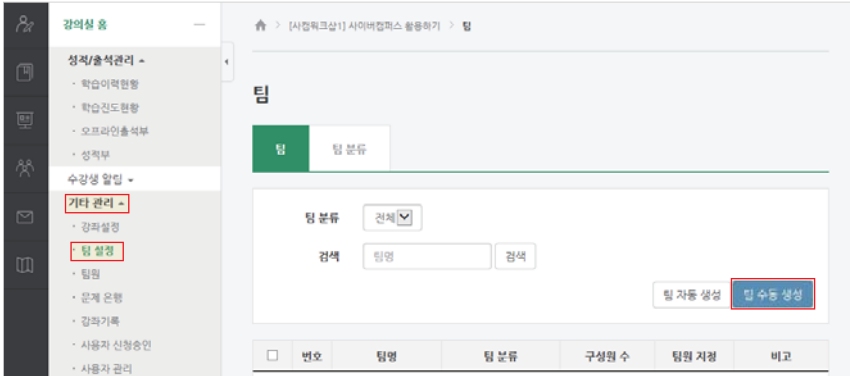 강의실 홈
성적/출석관리
학습이력현황
학습진도현황
오프라인출석부
성적부
수강생 알림
기타 관리
강좌설정
팀 설정
팀원
문제 은행
강좌기록
사용자 신청승인
사용자 관리
[사캠워크샵1] 사이버캠퍼스 활용하기 > 팀
팀
팀 팀 분류
팀 분류 전체
검색 팀명 검색
팀 자동 생성 팀 수동 생성
번호 팀명 팀 분류 구성원 수 팀원 지정 비고